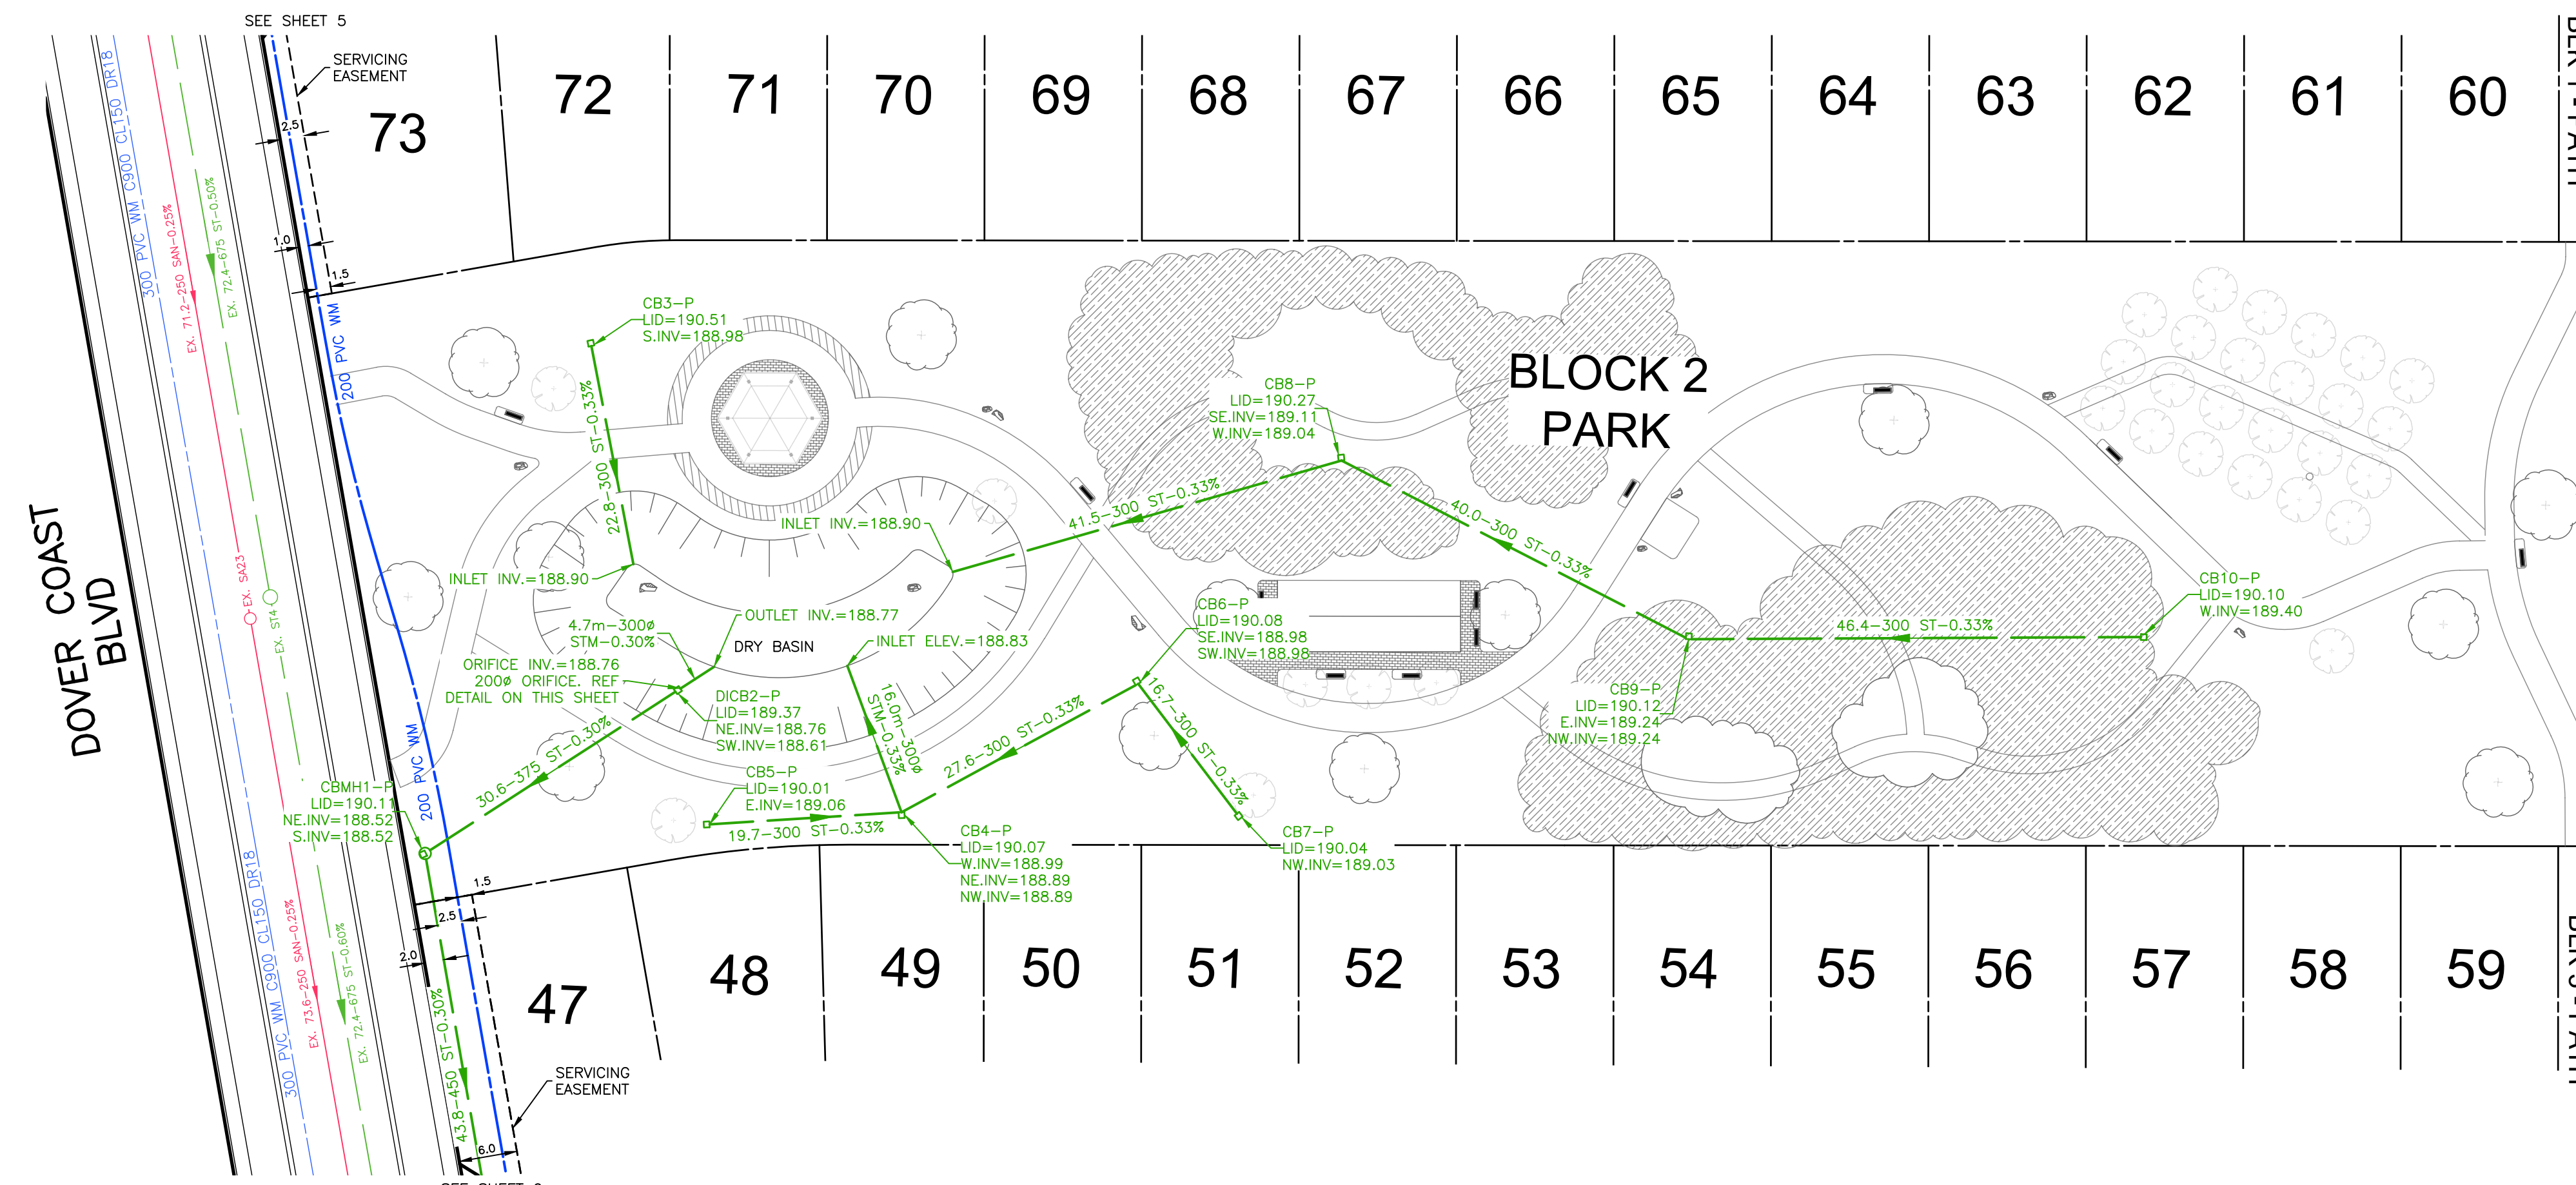 SEE SHEET 5
SERVICING
EASEMENT
73
72
71
70
69
68
67
66
65
64
63
62
61
60
300 PVC WM C900 CL150 DR18
EX. 71.2-250 SAN-0.25%
EX. 72.4-675 ST-0.50%
2.5
1.0
1.5
200 PVC WM
CB3-P
LID=190.51
S.INV=188.98
22.8-300 ST-0.33%
BLOCK 2
PARK
CB8-P
LID=190.27
SE.INV=189.11
W.INV=189.04
41.5-300 ST-0.33%
40.0-300 ST-0.33%
INLET INV.=188.90
INLET INV.=188.90
DOVER COAST
BLVD
EX. SA23
EX. ST4
OUTLET INV.=188.77
4.7m-300ø
STM-0.30%
DRY BASIN
INLET ELEV.=188.83
ORIFICE INV.=188.76
200ø ORIFICE. REF
DETAIL ON THIS SHEET
DICB2-P
LID=189.37
NE.INV=188.76
SW.INV=188.61
CB6-P
LID=190.08
SE.INV=188.98
SW.INV=188.98
CB10-P
LID=190.10
W.INV=189.40
46.4-300 ST-0.33%
CB9-P
LID=190.12
E.INV=189.24
NW.INV=189.24
16.0m-300ø
STM-0.33%
27.6-300 ST-0.33%
16.7-300 ST-0.33%
30.6-375 ST-0.30%
200 PVC WM
CBMH1-P
LID=190.11
NE.INV=188.52
S.INV=188.52
CB5-P
LID=190.01
E.INV=189.06
19.7-300 ST-0.33%
CB4-P
LID=190.07
W.INV=188.99
NE.INV=188.89
NW.INV=188.89
CB7-P
LID=190.04
NW.INV=189.03
300 PVC WM C900 CL150 DR18
EX. 73.6-250 SAN-0.25%
EX. 72.4-675 ST-0.60%
1.5
2.5
2.0
43.8-450 ST-0.30%
47
48
49
50
51
52
53
54
55
56
57
58
59
SERVICING
EASEMENT
6.0